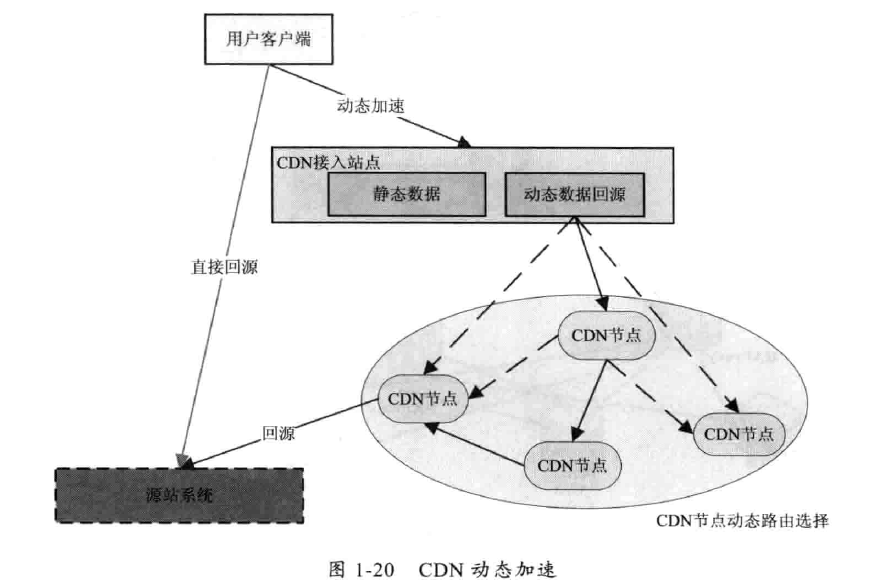 用户客户端
动态加速
CDN接入站点
静态数据
动态数据回源
直接回源
CDN节点
CDN节点
回源
CDN节点
CDN节点
源站系统
CDN节点动态路由选择
图 1-20 CDN 动态加速